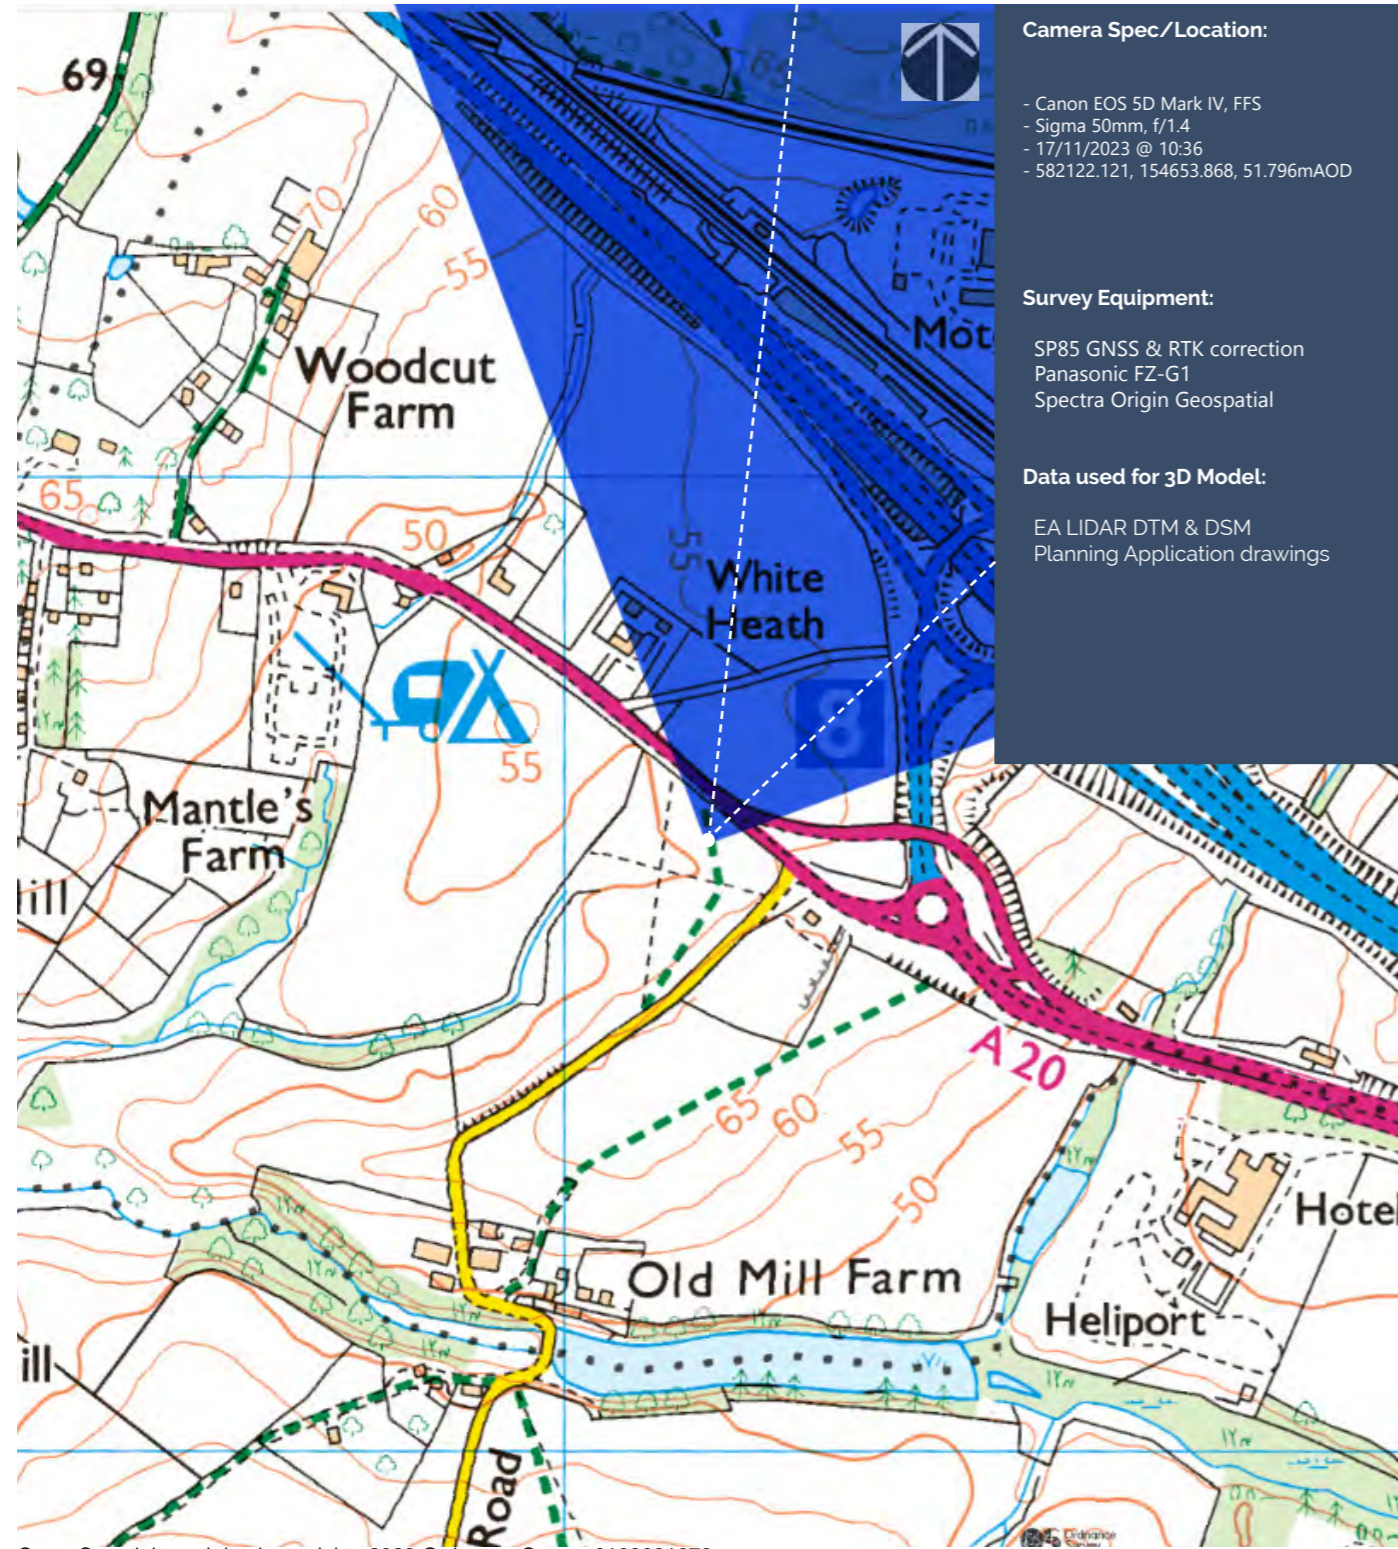 Camera Spec/Location:
- Canon EOS 5D Mark IV, FFS
- Sigma 50mm, f/1.4
- 17/11/2023 @ 10:36
- 582122.121, 154653.868, 51.796mAOD
Survey Equipment:
SP85 GNSS & RTK correction
Panasonic FZ-G1
Spectra Origin Geospatial
Data used for 3D Model:
EA LIDAR DTM & DSM
Planning Application drawings
69
65
70
60
55
Mot
Woodcut
Farm
65
50
55
White
Heath
8
55
Mantle's
Farm
ill
A 20
65
60
55
50
Hote
Old Mill Farm
Heliport
ill
Road
Ordnance
Survey